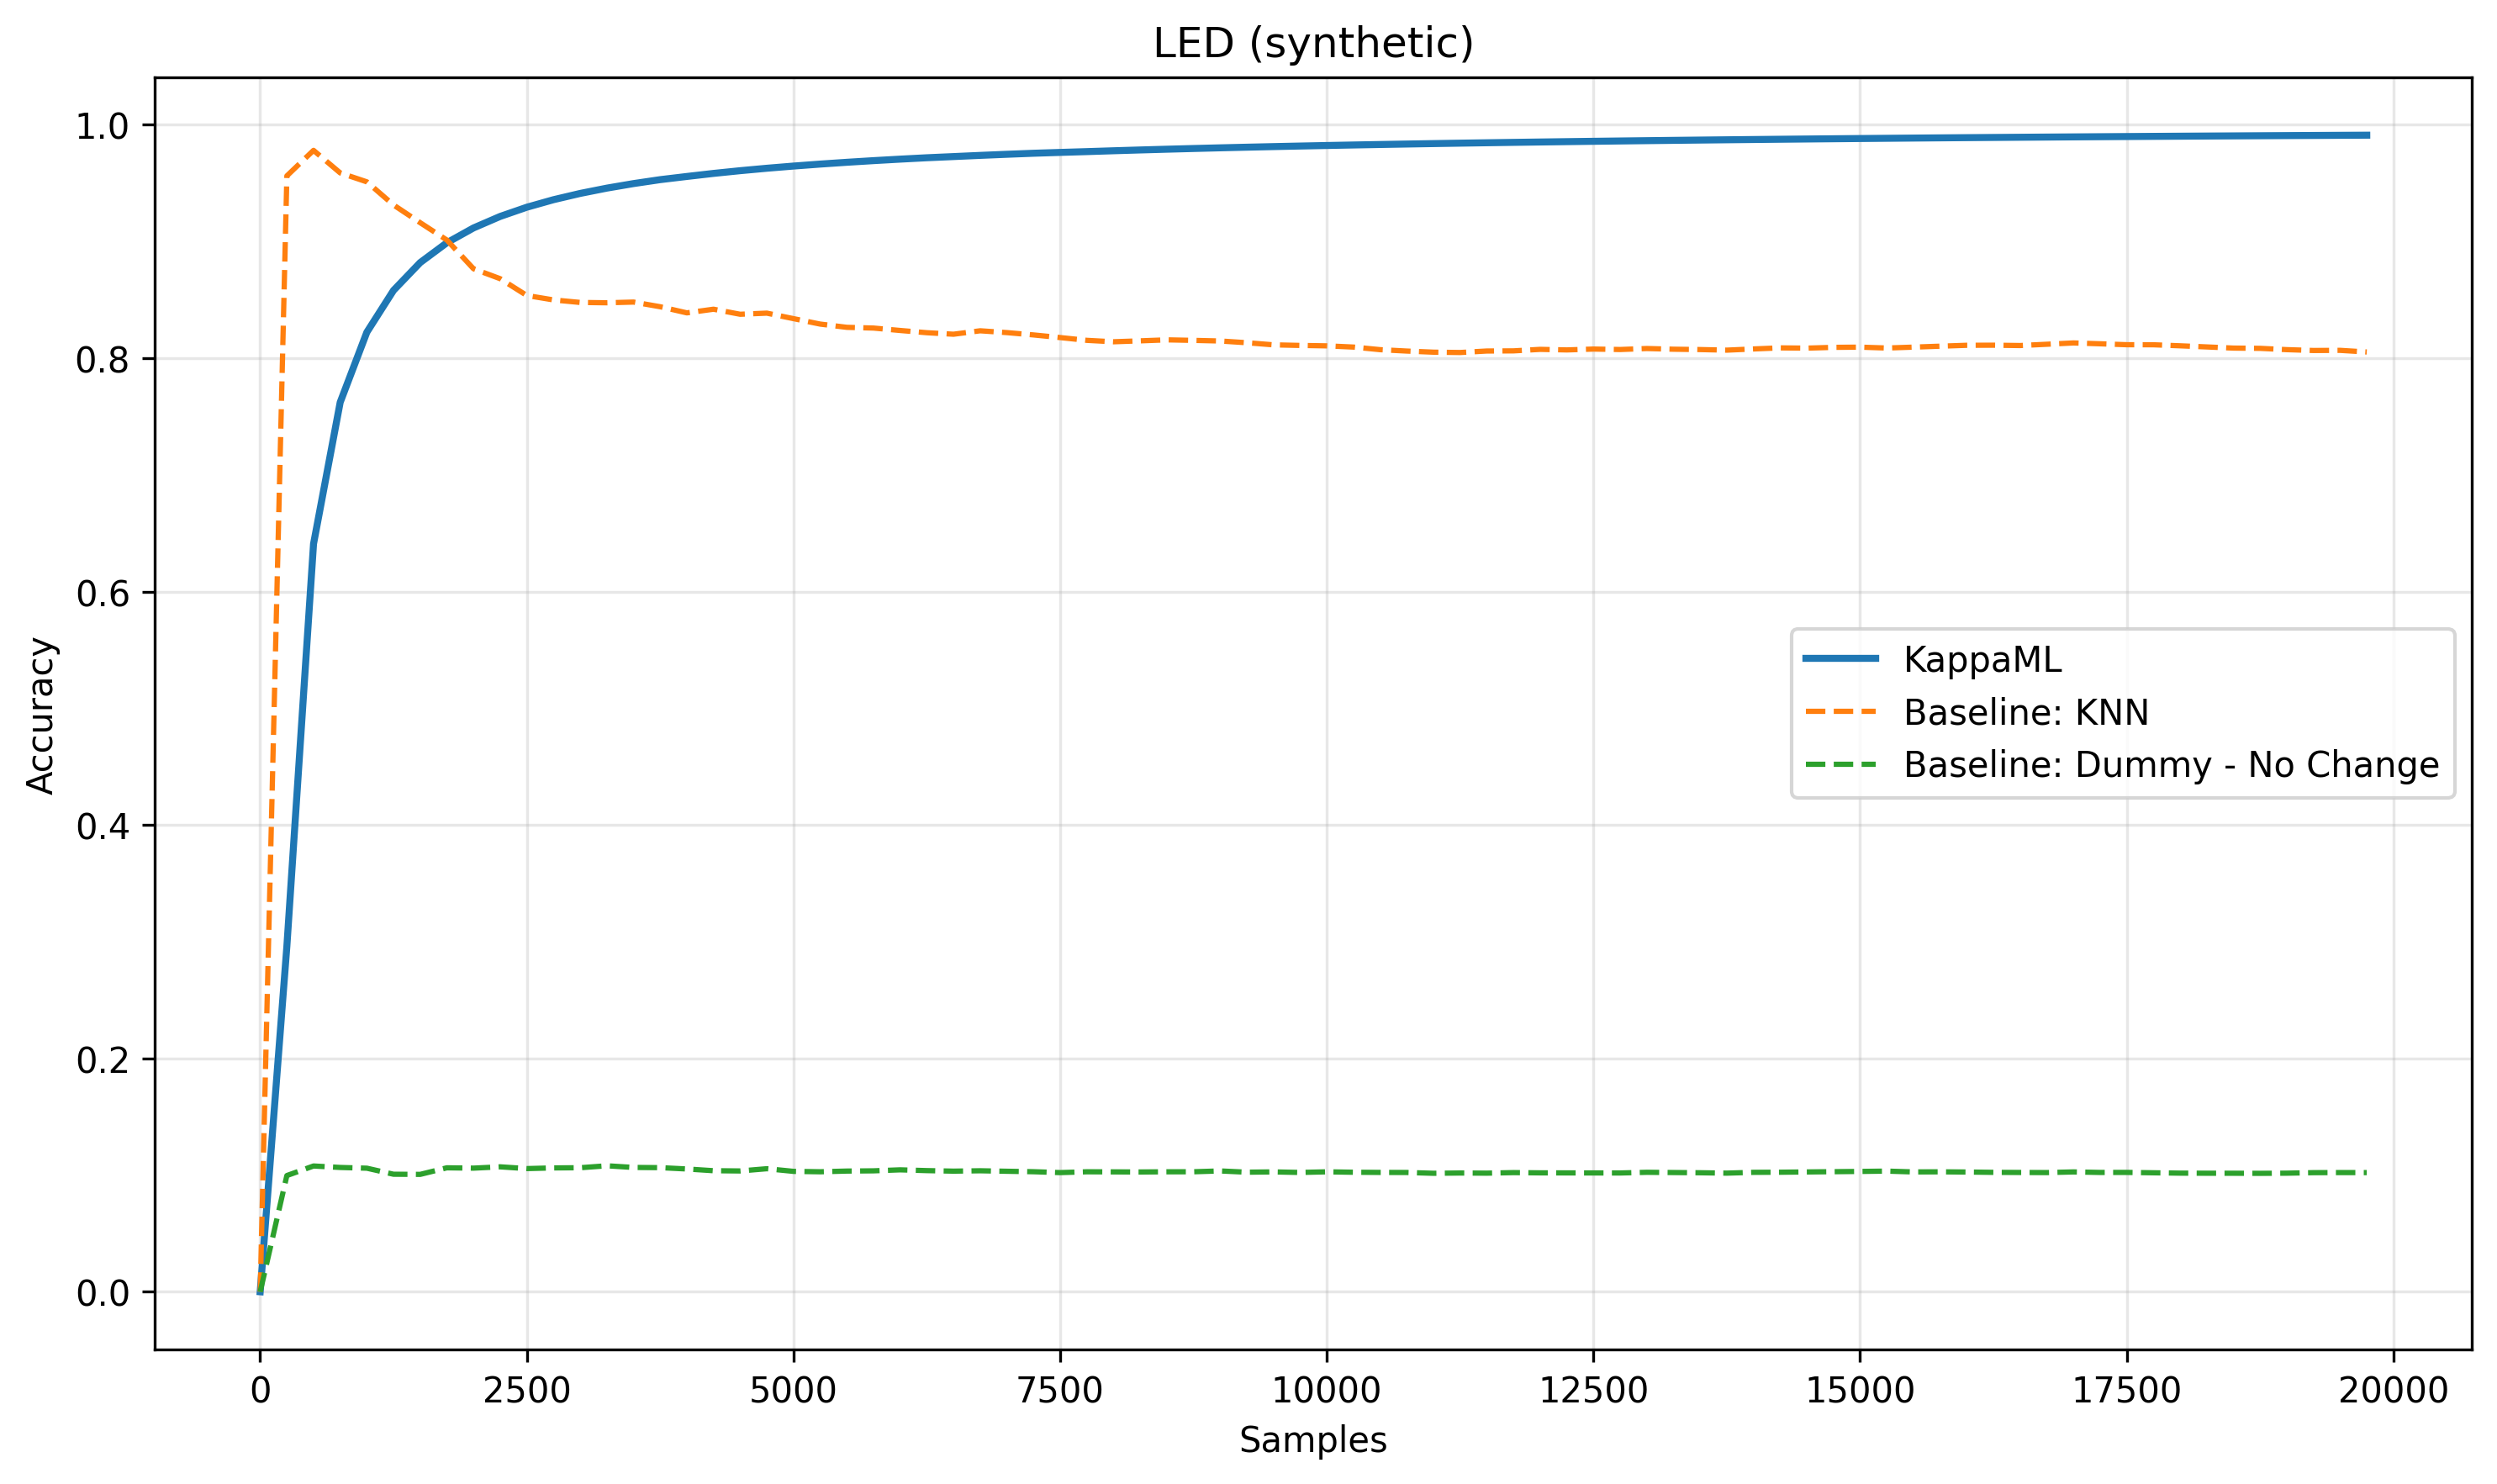 LED (synthetic)
1.0
0.8
0.6
0.4
0.2
0.0
Accuracy
KappaML
Baseline: KNN
Baseline: Dummy - No Change
0 2500 5000 7500 10000 12500 15000 17500 20000
Samples